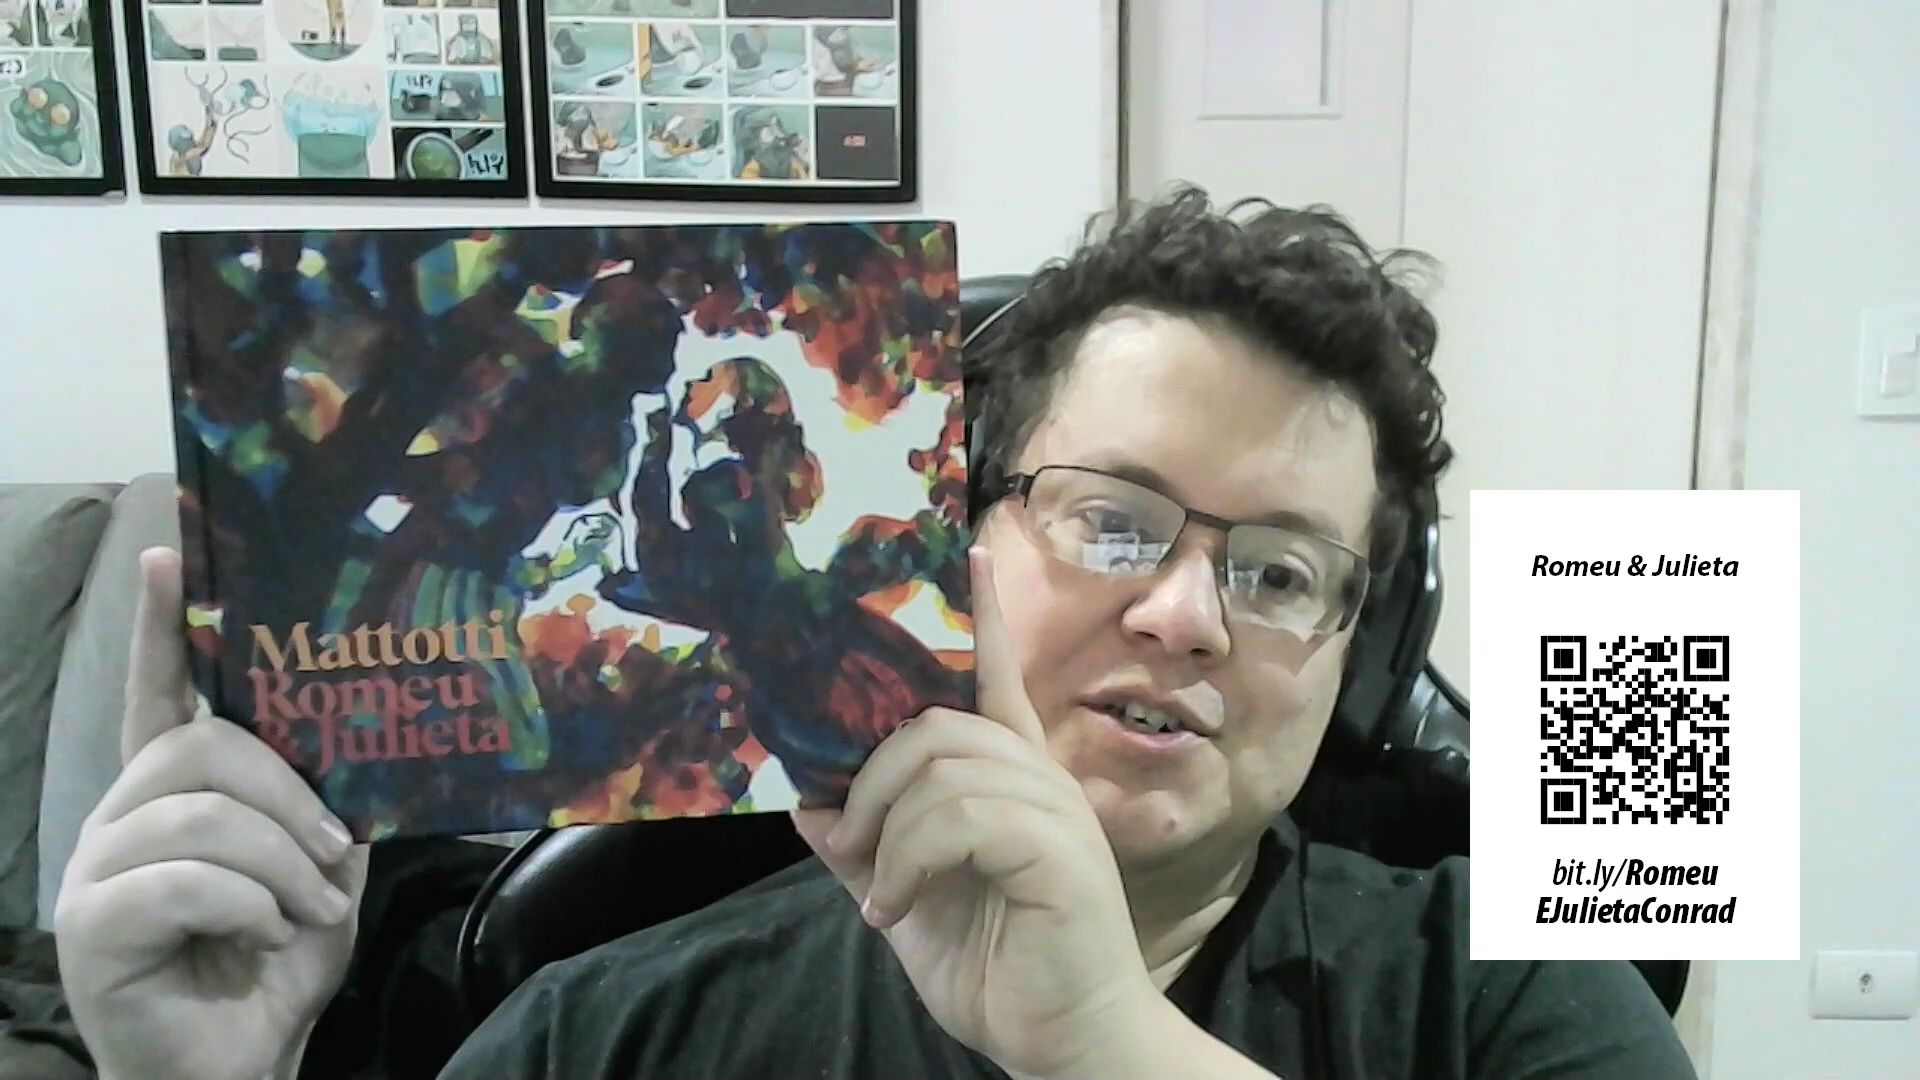 Mattotti
Romeu
& Julieta
Romeu & Julieta
bit.ly/Romeu
EJulietaConrad